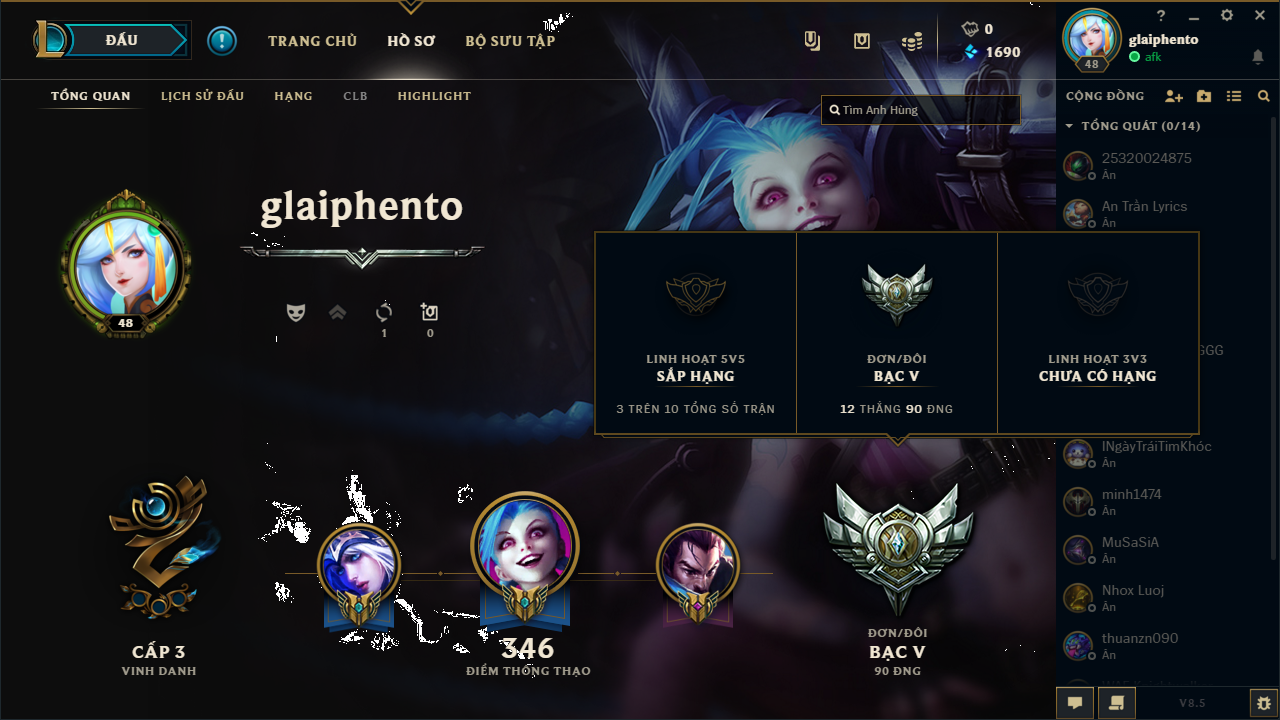 ĐẤU
!
TRANG CHỦ
HỒ SƠ
BỘ SƯU TẬP
0
1690
?
glaiphento
afk
48
TỔNG QUAN
LỊCH SỬ ĐẤU
HẠNG
CLB
HIGHLIGHT
Tìm Anh Hùng
CỘNG ĐỒNG
TỔNG QUÁT (0/14)
25320024875
Ẩn
An Trần Lyrics
Ẩn
glaiphento
48
1
0
LINH HOẠT 5V5
SẮP HẠNG
3 TRÊN 10 TỔNG SỐ TRẬN
ĐƠN/ĐÔI
BẠC V
12 THẮNG 90 ĐNG
LINH HOẠT 3V3
CHƯA CÓ HẠNG
GGG
lNgàyTráiTimKhóc
Ẩn
minh1474
Ẩn
MuSaSiA
Ẩn
Nhox Luoj
Ẩn
thuanzn090
Ẩn
CẤP 3
VINH DANH
346
ĐIỂM THÔNG THẠO
ĐƠN/ĐÔI
BẠC V
90 ĐNG
V8.5